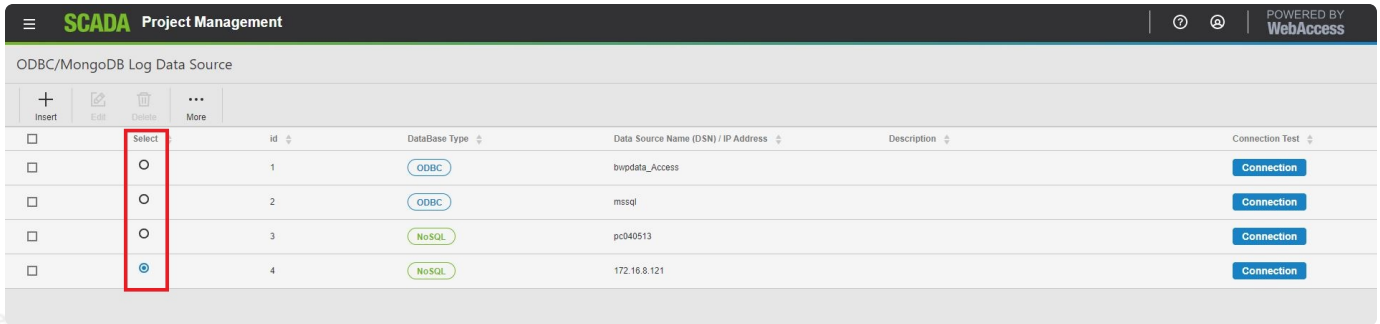 SCADA Project Management
POWERED BY
WebAccess
ODBC/MongoDB Log Data Source
Insert Edit Delete More
Select id DataBase Type Data Source Name (DSN) / IP Address Description Connection Test
1 ODBC bwpdata_Access Connection
2 ODBC mssql Connection
3 NoSQL pc040513 Connection
4 NoSQL 172.16.8.121 Connection